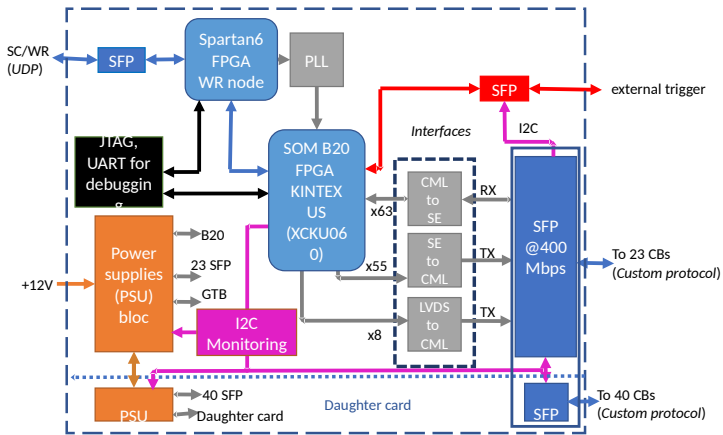 SC/WR
(UDP)
SFP
Spartan6
FPGA
WR node
PLL
SFP
external trigger
I2C
Interfaces
JTAG,
UART for
debuggin
g
SOM B20
FPGA
KINTEX
US
(XCKU06
0)
CML
to
SE
RX
x63
SE
to
CML
TX
x55
LVDS
to
CML
TX
x8
SFP
@400
Mbps
To 23 CBs
(Custom protocol)
+12V
Power
supplies
(PSU)
bloc
B20
23 SFP
GTB
I2C
Monitoring
PSU
40 SFP
Daughter card
Daughter card
SFP
To 40 CBs
(Custom protocol)